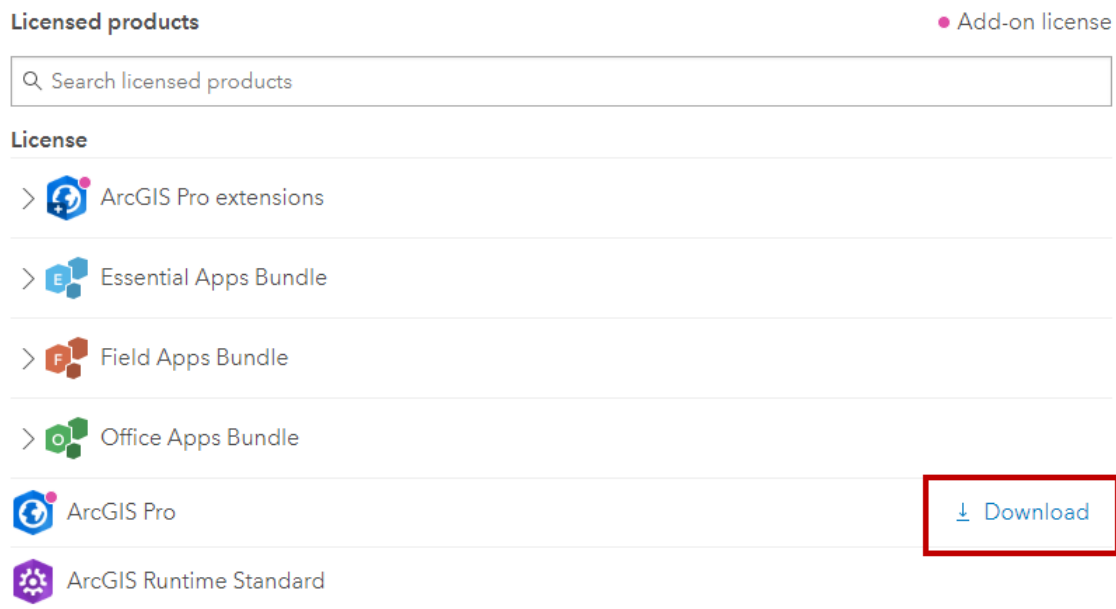 Licensed products
Add-on license
Search licensed products
License
ArcGIS Pro extensions
E
Essential Apps Bundle
F
Field Apps Bundle
O
Office Apps Bundle
ArcGIS Pro
Download
ArcGIS Runtime Standard